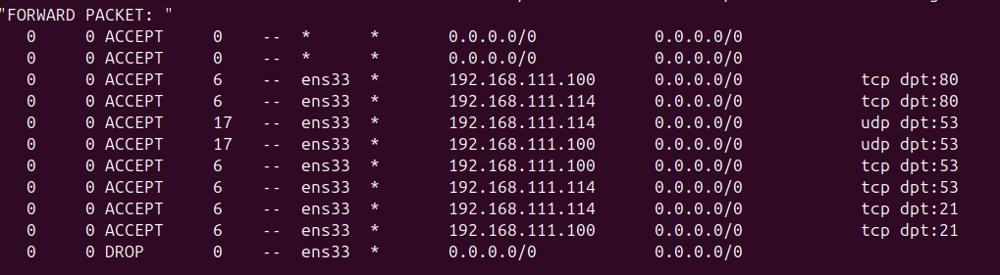 "FORWARD PACKET: "
0 0 ACCEPT 0 -- * * 0.0.0.0/0 0.0.0.0/0
0 0 ACCEPT 0 -- * * 0.0.0.0/0 0.0.0.0/0
0 0 ACCEPT 6 -- ens33 * 192.168.111.100 0.0.0.0/0 tcp dpt:80
0 0 ACCEPT 6 -- ens33 * 192.168.111.114 0.0.0.0/0 tcp dpt:80
0 0 ACCEPT 17 -- ens33 * 192.168.111.114 0.0.0.0/0 udp dpt:53
0 0 ACCEPT 17 -- ens33 * 192.168.111.100 0.0.0.0/0 udp dpt:53
0 0 ACCEPT 6 -- ens33 * 192.168.111.100 0.0.0.0/0 tcp dpt:53
0 0 ACCEPT 6 -- ens33 * 192.168.111.114 0.0.0.0/0 tcp dpt:53
0 0 ACCEPT 6 -- ens33 * 192.168.111.114 0.0.0.0/0 tcp dpt:21
0 0 ACCEPT 6 -- ens33 * 192.168.111.100 0.0.0.0/0 tcp dpt:21
0 0 DROP 0 -- ens33 * 0.0.0.0/0 0.0.0.0/0